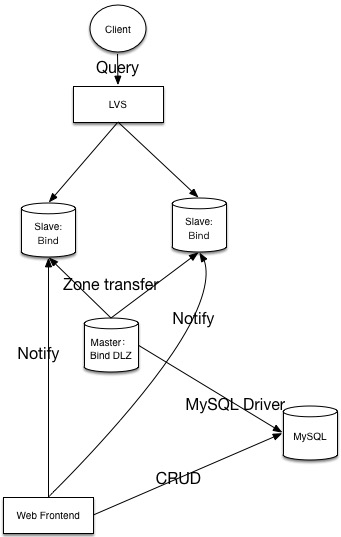 Client
Query
LVS
Slave:
Bind
Slave:
Bind
Zone transfer
Notify
Master:
Bind DLZ
Notify
MySQL Driver
MySQL
CRUD
Web Frontend